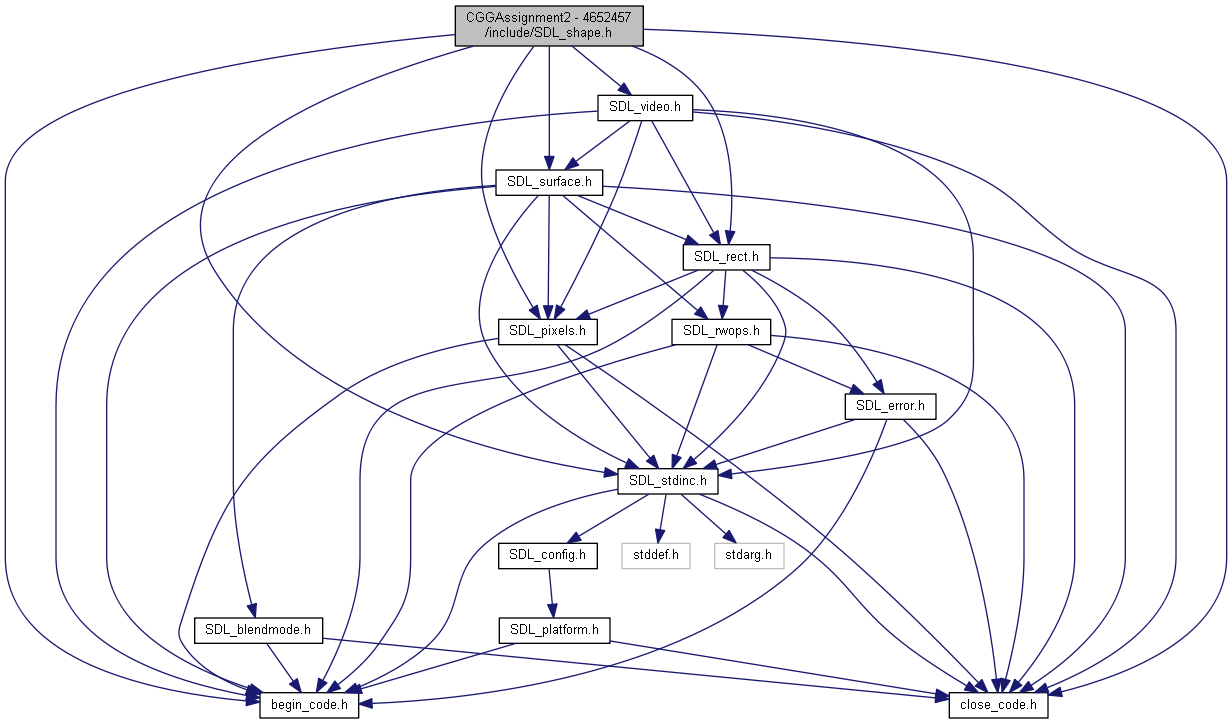 CGGAssignment2 - 4652457
/include/SDL_shape.h
SDL_video.h
SDL_surface.h
SDL_rect.h
SDL_pixels.h
SDL_rwops.h
SDL_error.h
SDL_stdinc.h
SDL_config.h
stddef.h
stdarg.h
SDL_blendmode.h
SDL_platform.h
begin_code.h
close_code.h